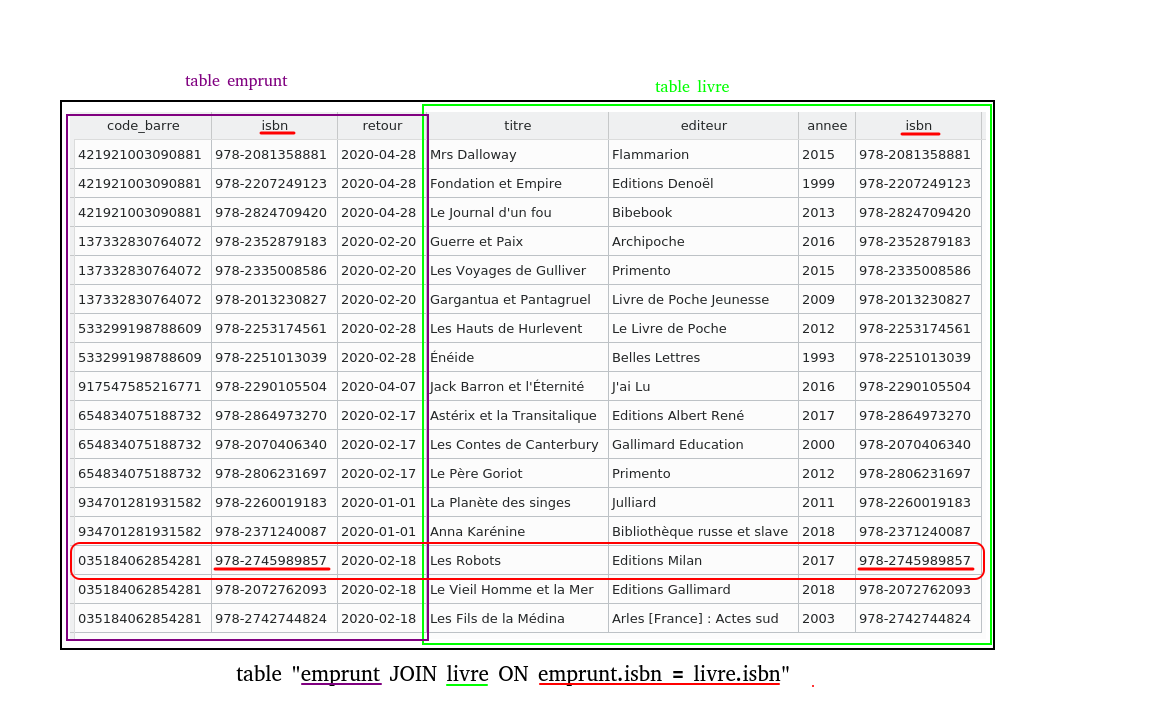 table emprunt
table livre
code_barre isbn retour titre editeur annee isbn
421921003090881 978-2081358881 2020-04-28 Mrs Dalloway Flammarion 2015 978-2081358881
421921003090881 978-2207249123 2020-04-28 Fondation et Empire Editions Denoël 1999 978-2207249123
421921003090881 978-2824709420 2020-04-28 Le Journal d'un fou Bibebook 2013 978-2824709420
137332830764072 978-2352879183 2020-02-20 Guerre et Paix Archipoche 2016 978-2352879183
137332830764072 978-2335008586 2020-02-20 Les Voyages de Gulliver Primento 2015 978-2335008586
137332830764072 978-2013230827 2020-02-20 Gargantua et Pantagruel Livre de Poche Jeunesse 2009 978-2013230827
533299198788609 978-2253174561 2020-02-28 Les Hauts de Hurlevent Le Livre de Poche 2012 978-2253174561
533299198788609 978-2251013039 2020-02-28 Énéide Belles Lettres 1993 978-2251013039
917547585216771 978-2290105504 2020-04-07 Jack Barron et l'Éternité J'ai Lu 2016 978-2290105504
654834075188732 978-2864973270 2020-02-17 Astérix et la Transitalique Editions Albert René 2017 978-2864973270
654834075188732 978-2070406340 2020-02-17 Les Contes de Canterbury Gallimard Education 2000 978-2070406340
654834075188732 978-2806231697 2020-02-17 Le Père Goriot Primento 2012 978-2806231697
934701281931582 978-2260019183 2020-01-01 La Planète des singes Julliard 2011 978-2260019183
934701281931582 978-2371240087 2020-01-01 Anna Karénine Bibliothèque russe et slave 2018 978-2371240087
035184062854281 978-2745989857 2020-02-18 Les Robots Editions Milan 2017 978-2745989857
035184062854281 978-2072762093 2020-02-18 Le Vieil Homme et la Mer Editions Gallimard 2018 978-2072762093
035184062854281 978-2742744824 2020-02-18 Les Fils de la Médina Arles [France] : Actes sud 2003 978-2742744824
table "emprunt JOIN livre ON emprunt.isbn = livre.isbn"